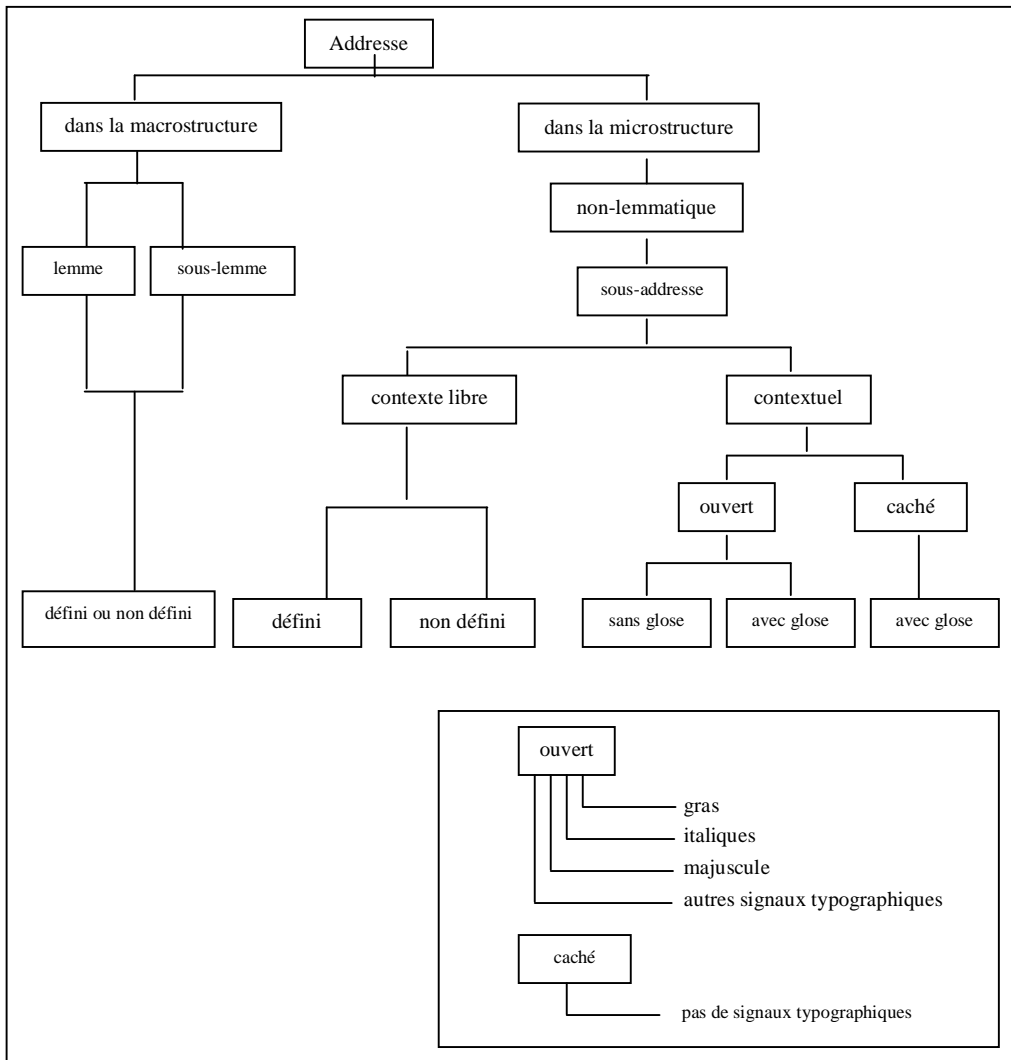 Addresse
dans la macrostructure
dans la microstructure
non-lemmatique
lemme
sous-lemme
sous-addresse
contexte libre
contextuel
ouvert
caché
défini ou non défini
défini
non défini
sans glose
avec glose
avec glose
ouvert
gras
italiques
majuscule
autres signaux typographiques
caché
pas de signaux typographiques